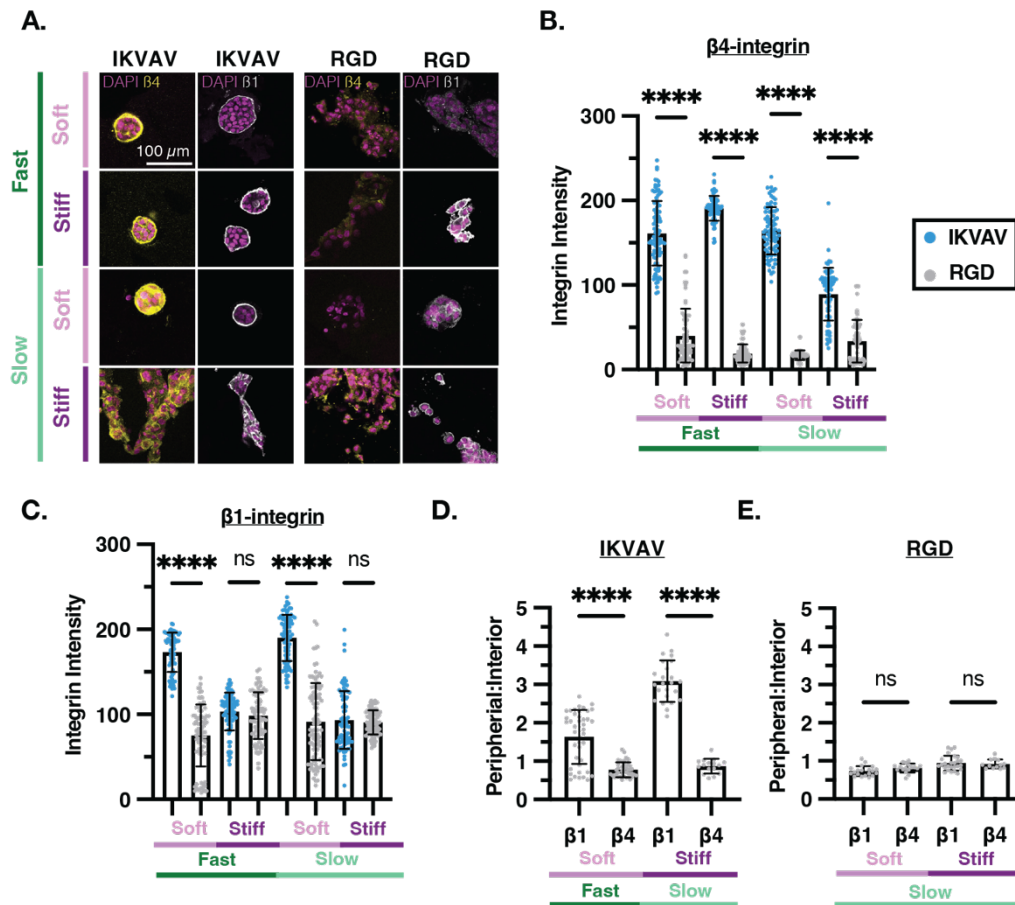 A.
IKVAV IKVAV RGD RGD
DAPI β4 DAPI β1 DAPI β4 DAPI β1
100 µm
Fast
Soft
Stiff
Slow
Soft
Stiff
B.
β4-integrin
**** **** **** ****
Integrin Intensity
300
200
100
0
Soft Stiff Soft Stiff
Fast Slow
IKVAV
RGD
C.
β1-integrin
**** ns **** ns
Integrin Intensity
300
200
100
0
Soft Stiff Soft Stiff
Fast Slow
D.
IKVAV
**** ****
Peripherial:Interior
5
4
3
2
1
0
β1 β4 β1 β4
Soft Stiff
Fast Slow
E.
RGD
ns ns
Peripheral:Interior
5
4
3
2
1
0
β1 β4 β1 β4
Soft Stiff
Slow